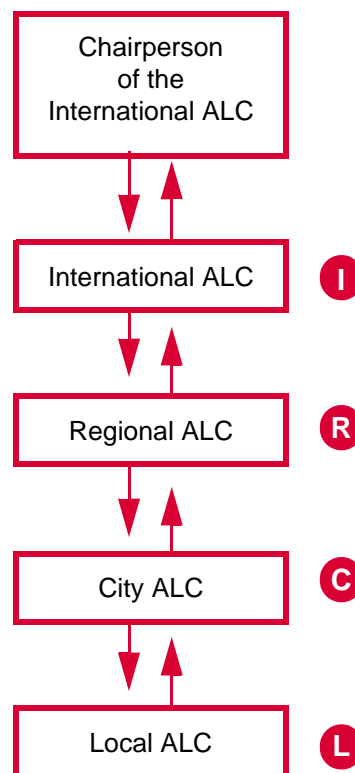 Chairperson
of the
International ALC
International ALC
I
Regional ALC
R
City ALC
C
Local ALC
L